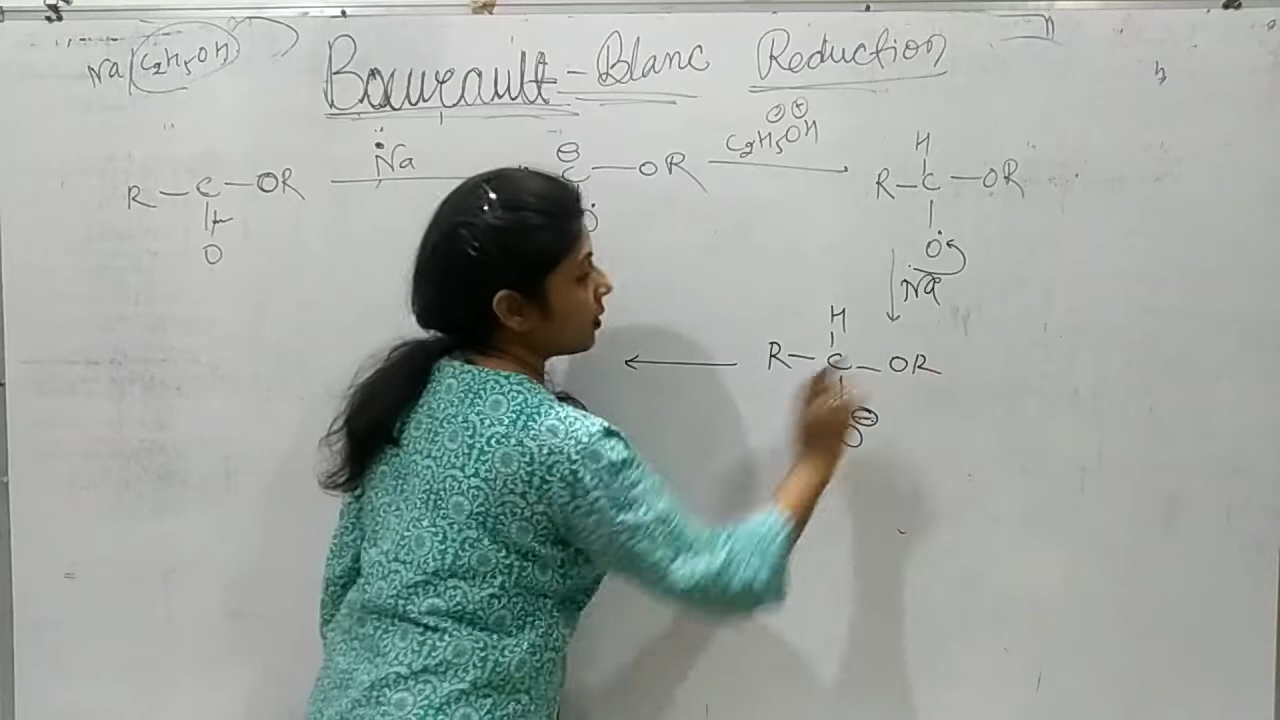 Na/C₂H₅OH
Bouveault-Blanc Reduction
R-C-OR
O
Na
⊖
C-OR
O
⊖ ⊕
C₂H₅OH
H
R-C-OR
O
Na
H
R-C-OR
O⊖